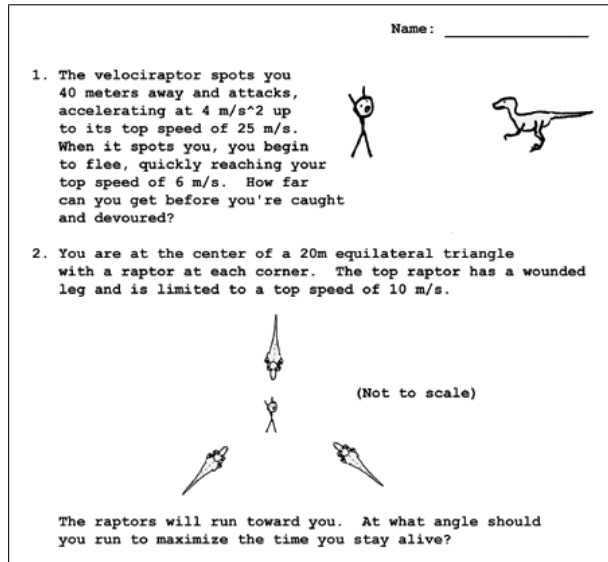 Name: _______________
1. The velociraptor spots you
40 meters away and attacks,
accelerating at 4 m/s^2 up
to its top speed of 25 m/s.
When it spots you, you begin
to flee, quickly reaching your
top speed of 6 m/s.  How far
can you get before you're caught
and devoured?
2. You are at the center of a 20m equilateral triangle
with a raptor at each corner.  The top raptor has a wounded
leg and is limited to a top speed of 10 m/s.
(Not to scale)
The raptors will run toward you.  At what angle should
you run to maximize the time you stay alive?